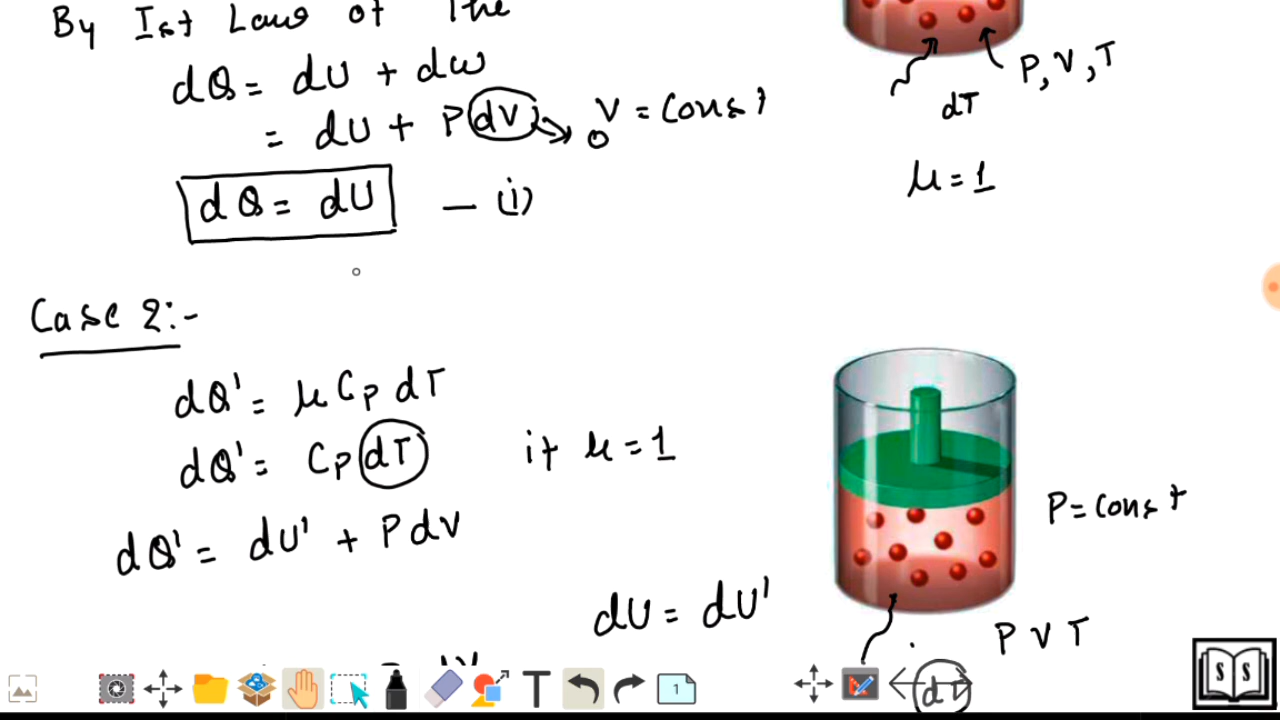 By Ist Law of The
dQ = dU + dw
= dU + PdV → 0 V = Const
dQ = dU — (i)
P, V, T
dT
μ = 1
Case 2:-
dQ' = μ Cp dT
dQ' = Cp dT if μ = 1
dQ' = dU' + PdV
P = Const
dU = dU'
P V T
dT
T
1
S S